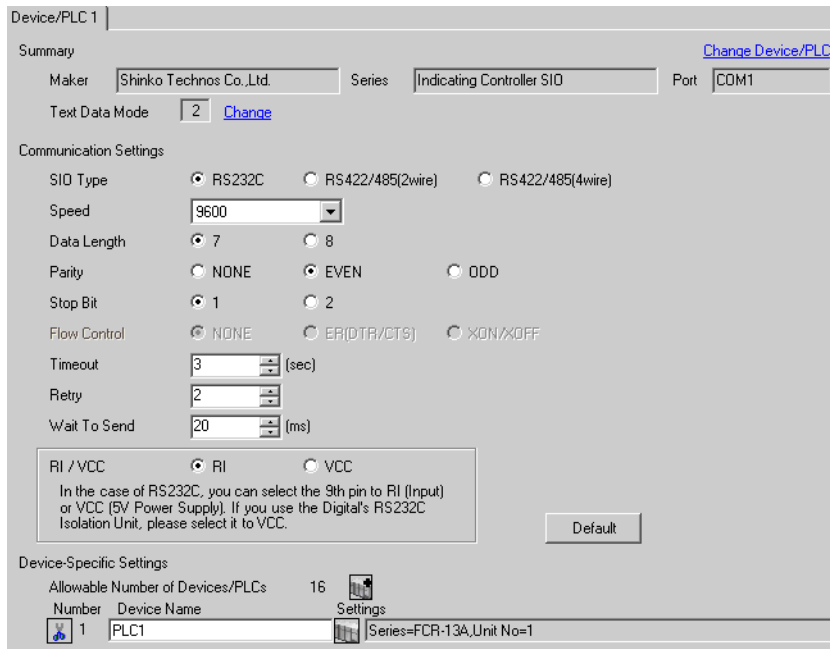 Device/PLC 1
Summary
Change Device/PLC
Maker Shinko Technos Co.,Ltd. Series Indicating Controller SIO Port COM1
Text Data Mode 2 Change
Communication Settings
SIO Type RS232C RS422/485(2wire) RS422/485(4wire)
Speed 9600
Data Length 7 8
Parity NONE EVEN ODD
Stop Bit 1 2
Flow Control NONE ER(DTR/CTS) XON/XOFF
Timeout 3 (sec)
Retry 2
Wait To Send 20 (ms)
RI / VCC RI VCC
In the case of RS232C, you can select the 9th pin to RI (Input)
or VCC (5V Power Supply). If you use the Digital's RS232C
Isolation Unit, please select it to VCC.
Default
Device-Specific Settings
Allowable Number of Devices/PLCs 16
Number Device Name Settings
1 PLC1 Series=FCR-13A,Unit No=1